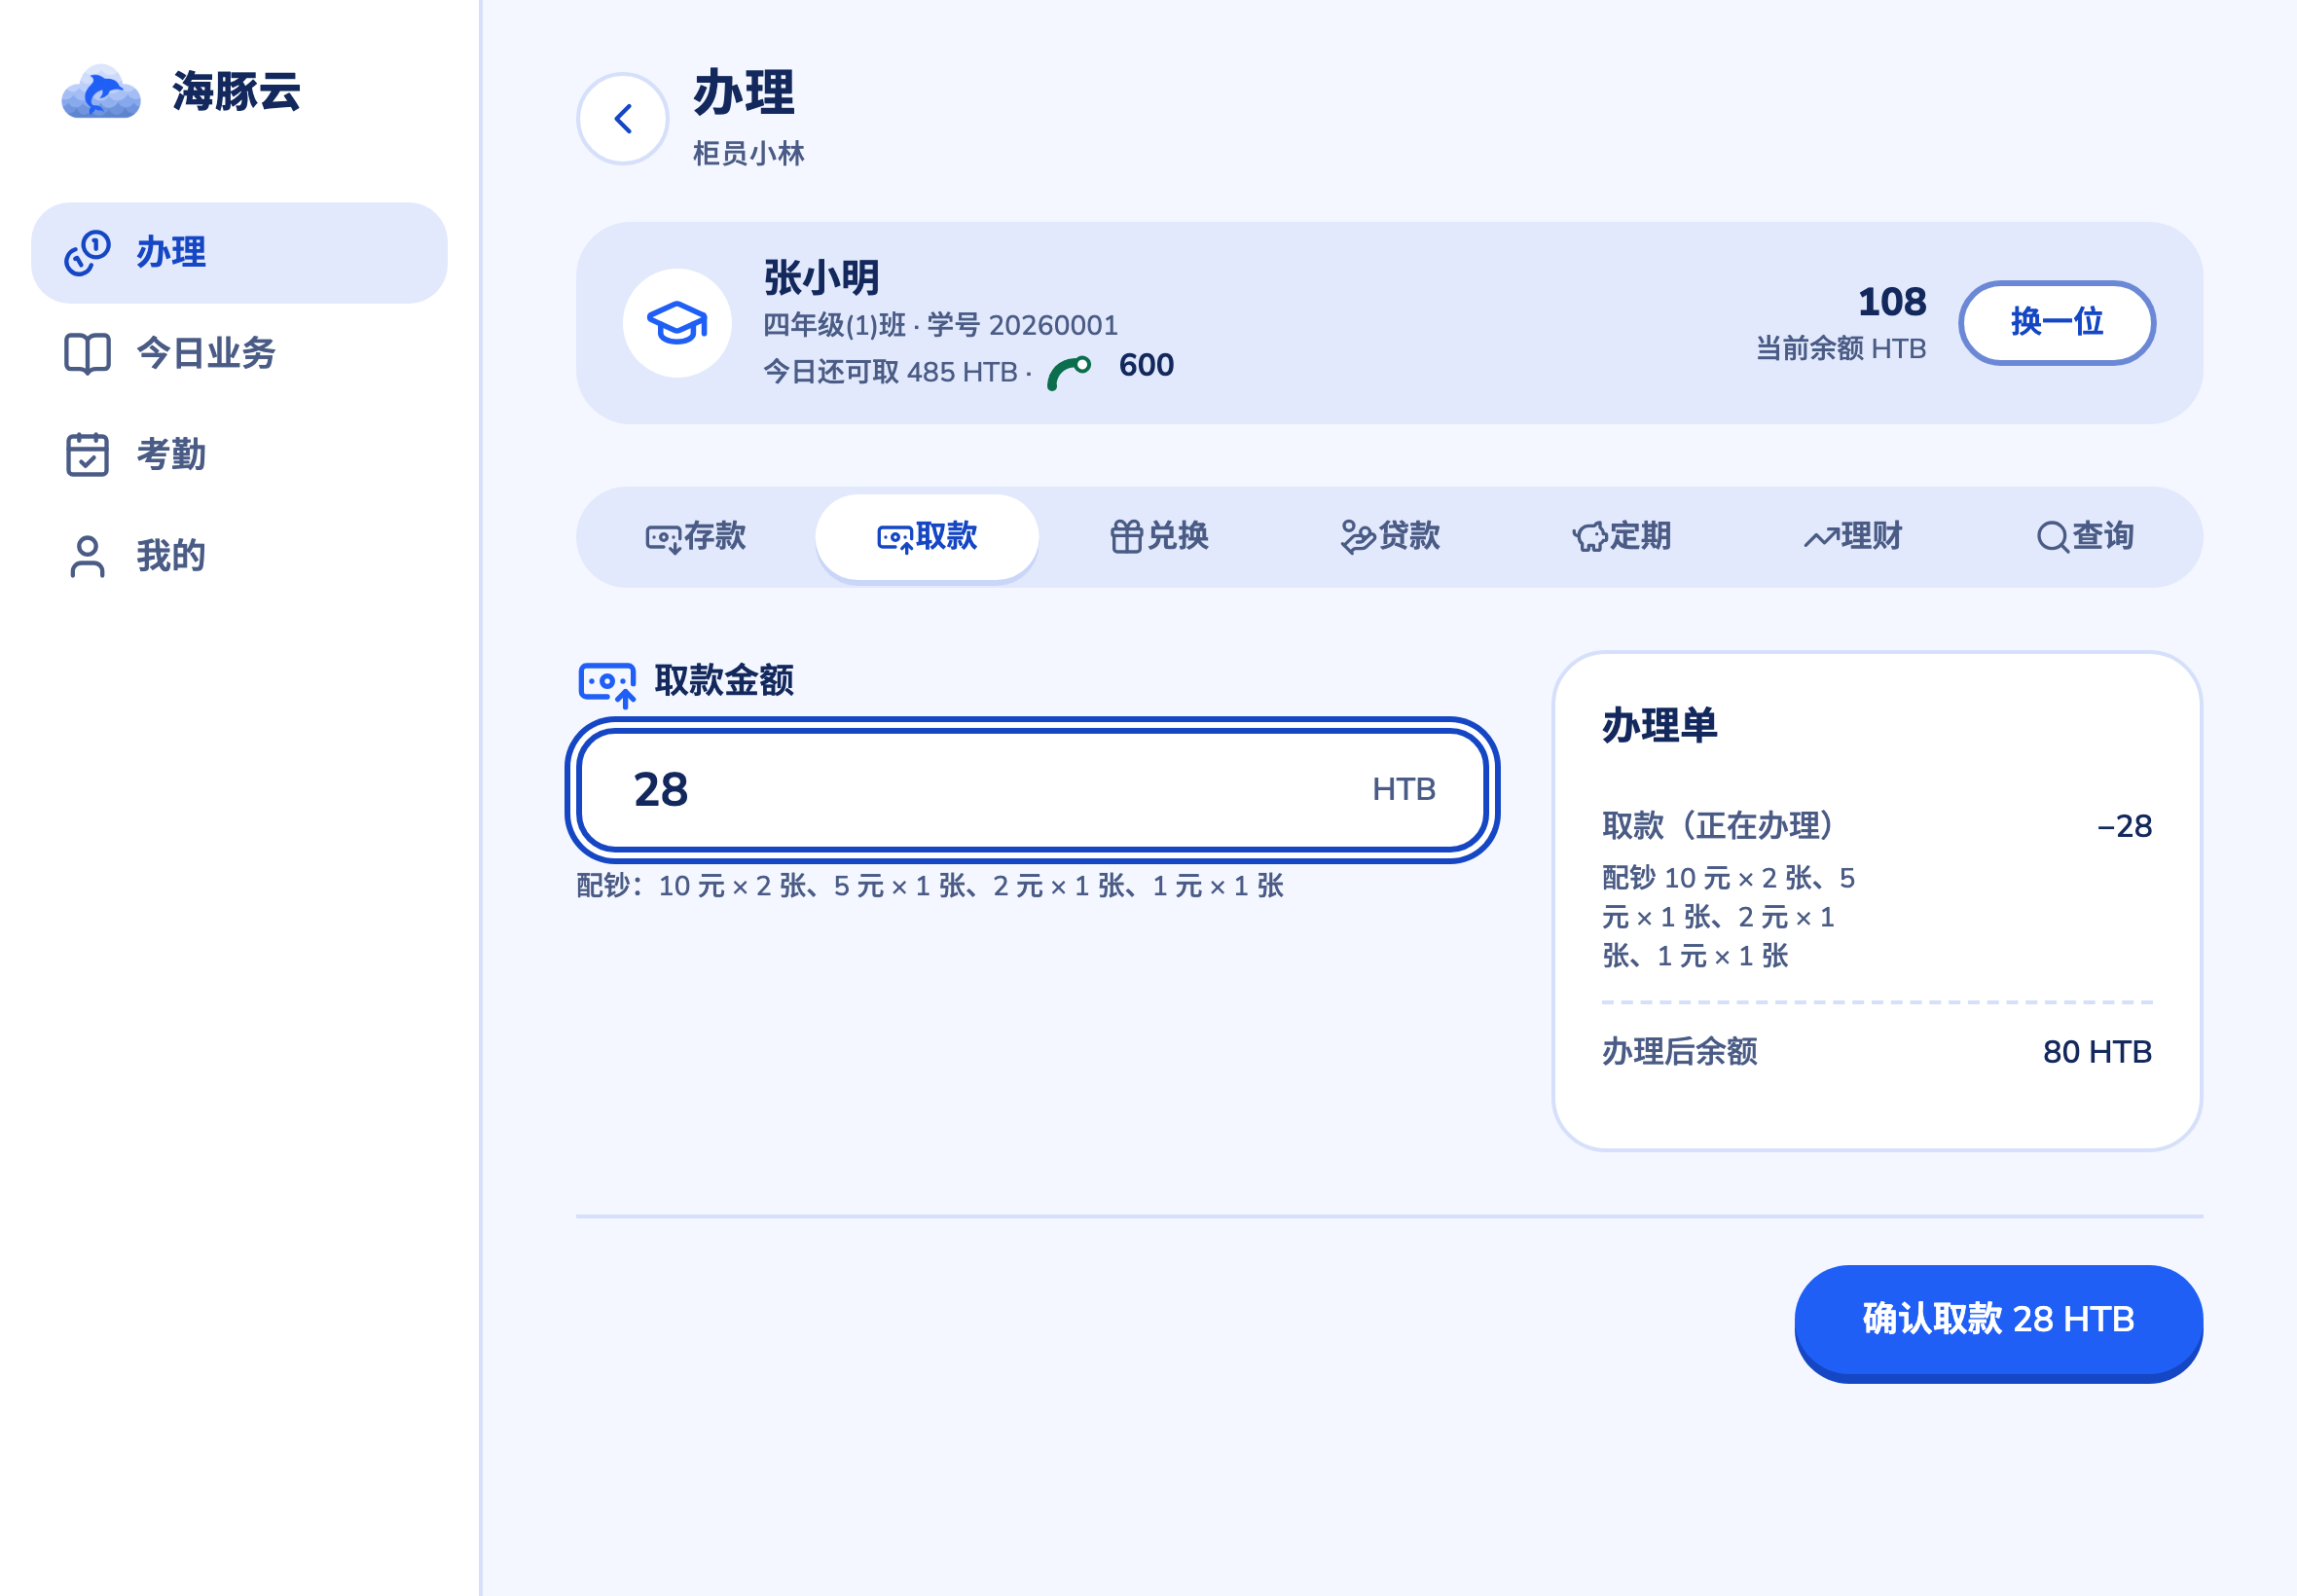 海豚云
办理
今日业务
考勤
我的
办理
柜员小林
张小明
四年级(1)班 · 学号 20260001
今日还可取 485 HTB · 600
108
当前余额 HTB
换一位
存款
取款
兑换
贷款
定期
理财
查询
取款金额
28 HTB
配钞：10 元 × 2 张、5 元 × 1 张、2 元 × 1 张、1 元 × 1 张
办理单
取款（正在办理） −28
配钞 10 元 × 2 张、5
元 × 1 张、2 元 × 1
张、1 元 × 1 张
办理后余额 80 HTB
确认取款 28 HTB